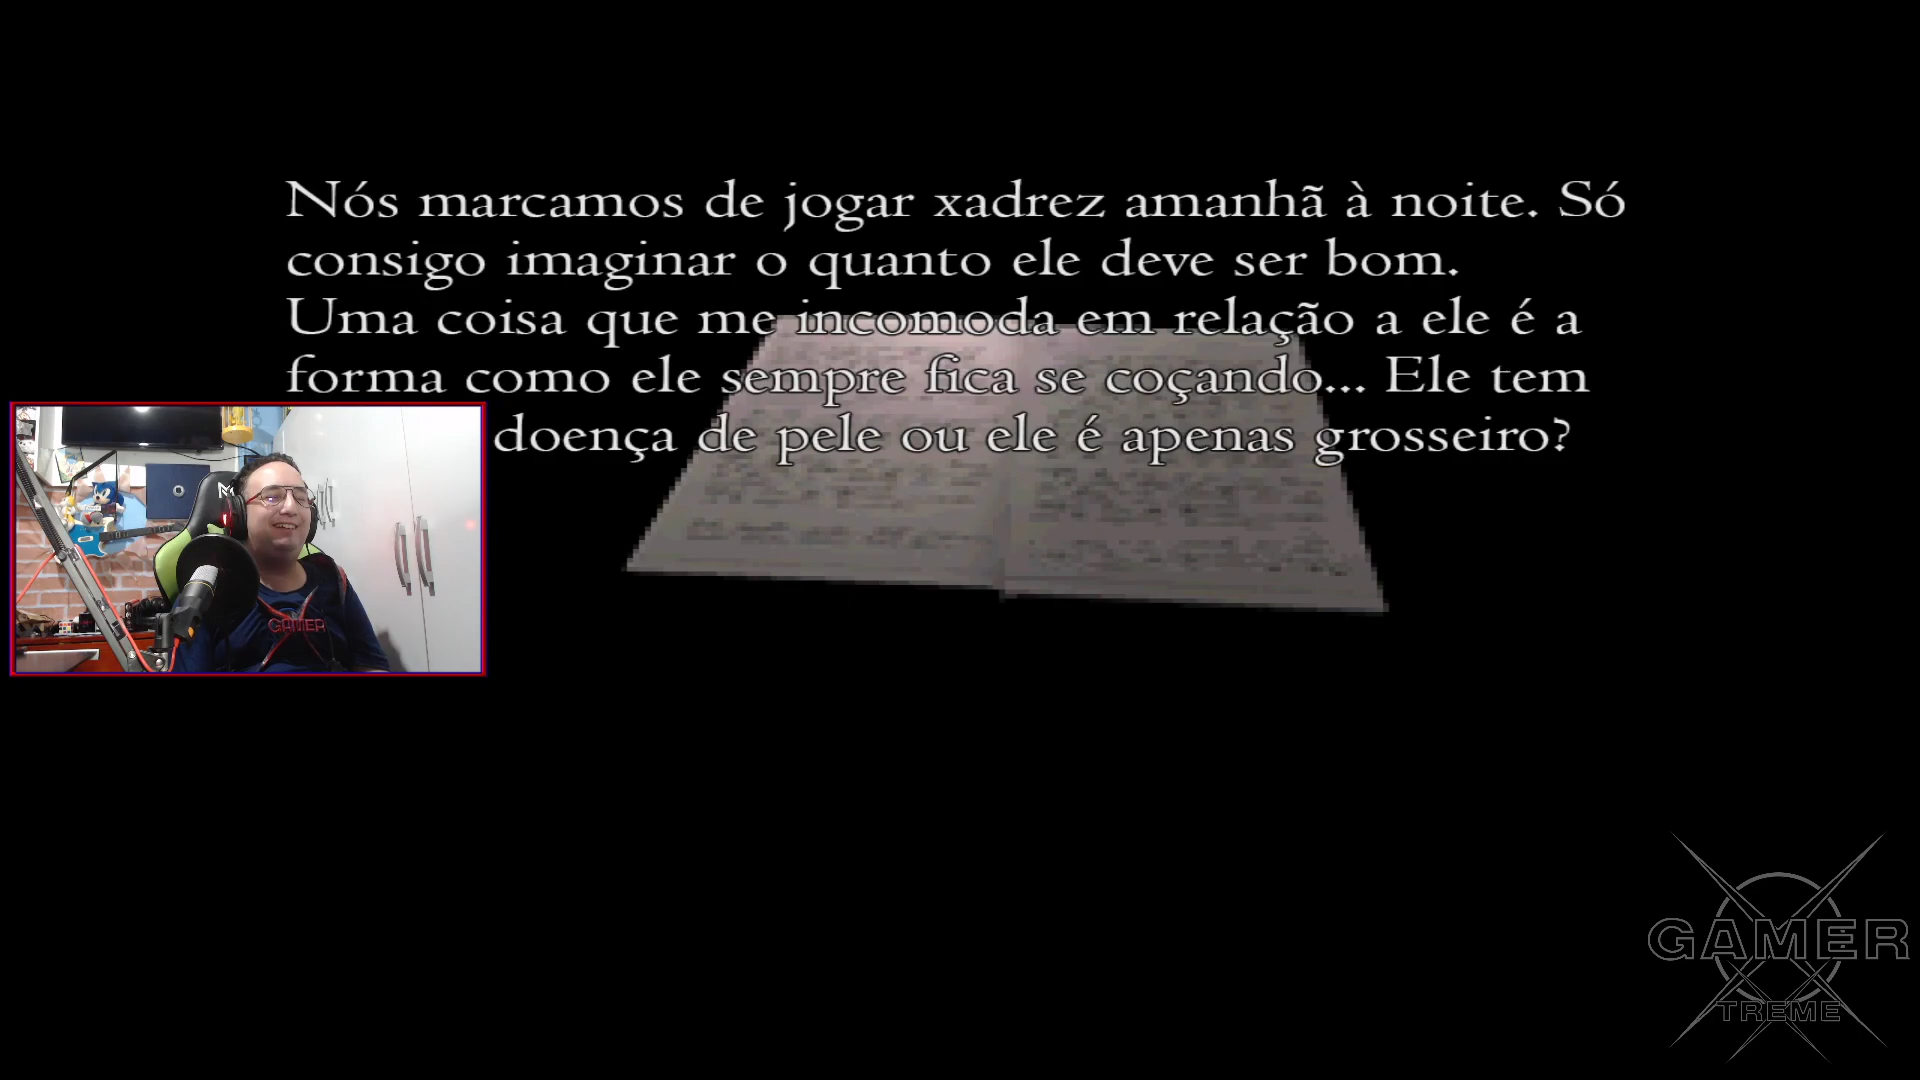 Nós marcamos de jogar xadrez amanhã à noite. Só
consigo imaginar o quanto ele deve ser bom.
Uma coisa que me incomoda em relação a ele é a
forma como ele sempre fica se coçando... Ele tem
doença de pele ou ele é apenas grosseiro?
GAMER
GAMER
TREME